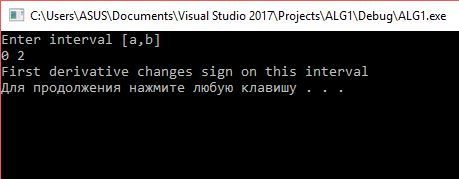 C:\Users\ASUS\Documents\Visual Studio 2017\Projects\ALG1\Debug\ALG1.exe
Enter interval [a,b]
0 2
First derivative changes sign on this interval
Для продолжения нажмите любую клавишу . . .